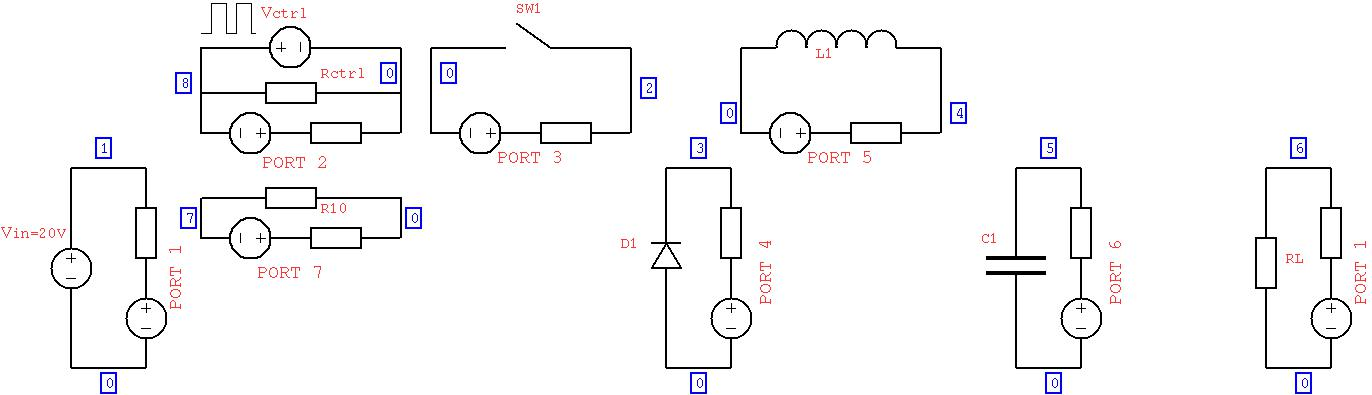 SW1
Vctrl
L1
Rctrl
0
0
8
2
0
4
PORT 2
PORT 3
PORT 5
1
3
5
6
R10
7
0
Vin=20V
PORT 1
PORT 7
D1
PORT 4
C1
PORT 6
RL
PORT 1
0
0
0
0